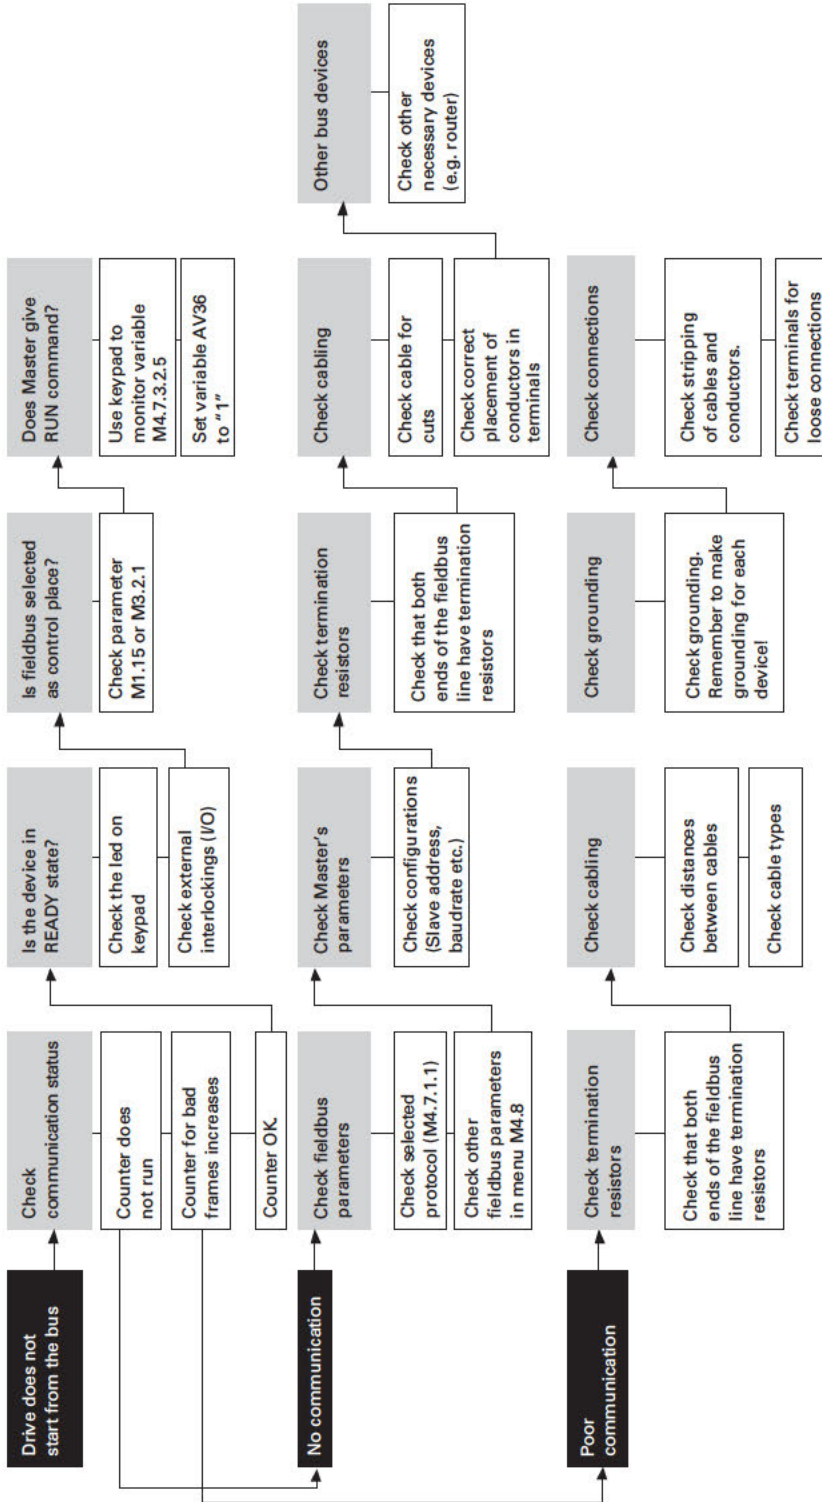 Drive does not
start from the bus
Check
communication status
Counter does
not run
Counter for bad
frames increases
Counter OK.
Is the device in
READY state?
Check the led on
keypad
Check external
interlockings (I/O)
Is fieldbus selected
as control place?
Check parameter
M1.15 or M3.2.1
Does Master give
RUN command?
Use keypad to
monitor variable
M4.7.3.2.5
Set variable AV36
to “1”
No communication
Check fieldbus
parameters
Check selected
protocol (M4.7.1.1)
Check other
fieldbus parameters
in menu M4.8
Check Master's
parameters
Check configurations
(Slave address,
baudrate etc.)
Check termination
resistors
Check that both
ends of the fieldbus
line have termination
resistors
Check cabling
Check cable for
cuts
Check correct
placement of
conductors in
terminals
Other bus devices
Check other
necessary devices
(e.g. router)
Poor
communication
Check termination
resistors
Check that both
ends of the fieldbus
line have termination
resistors
Check cabling
Check distances
between cables
Check cable types
Check grounding
Check grounding.
Remember to make
grounding for each
device!
Check connections
Check stripping
of cables and
conductors.
Check terminals for
loose connections